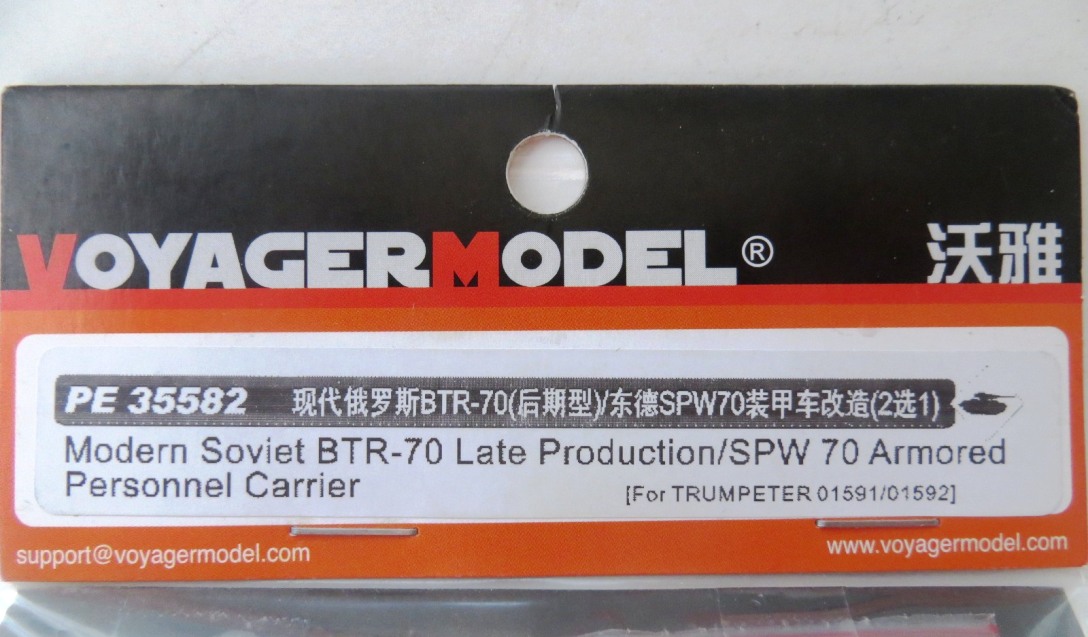 VOYAGERMODEL® 沃雅
PE 35582 现代俄罗斯BTR-70(后期型)/东德SPW70装甲车改造(2选1)
Modern Soviet BTR-70 Late Production/SPW 70 Armored
Personnel Carrier [For TRUMPETER 01591/01592]
support@voyagermodel.com www.voyagermodel.com